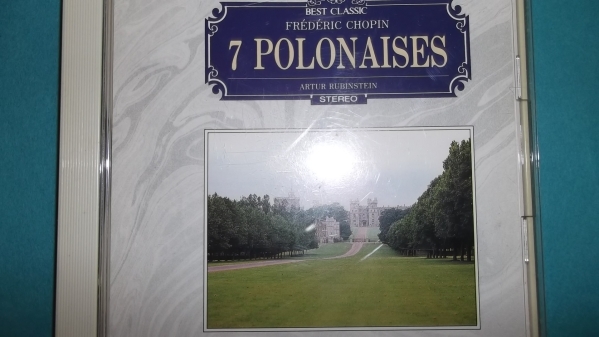 BEST CLASSIC
FRÉDÉRIC CHOPIN
7 POLONAISES
ARTUR RUBINSTEIN
STEREO